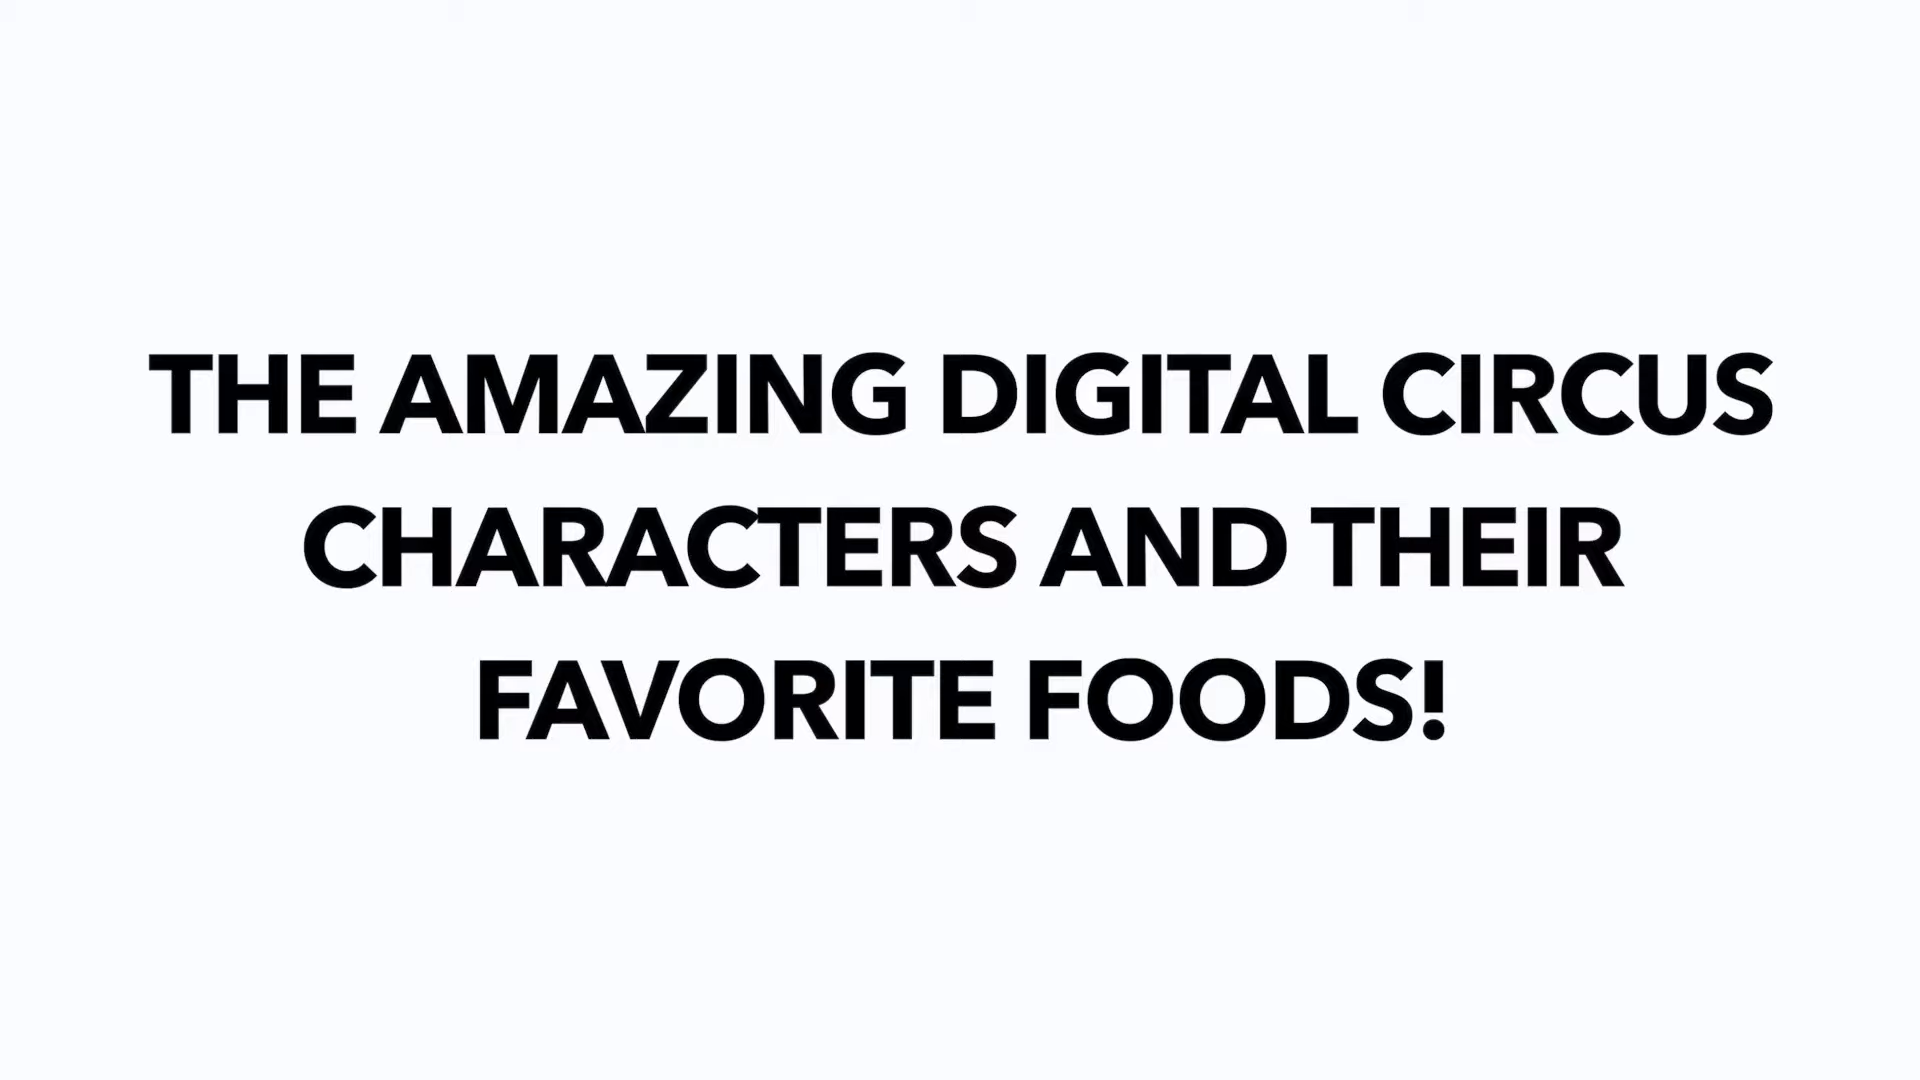 THE AMAZING DIGITAL CIRCUS
CHARACTERS AND THEIR
FAVORITE FOODS!